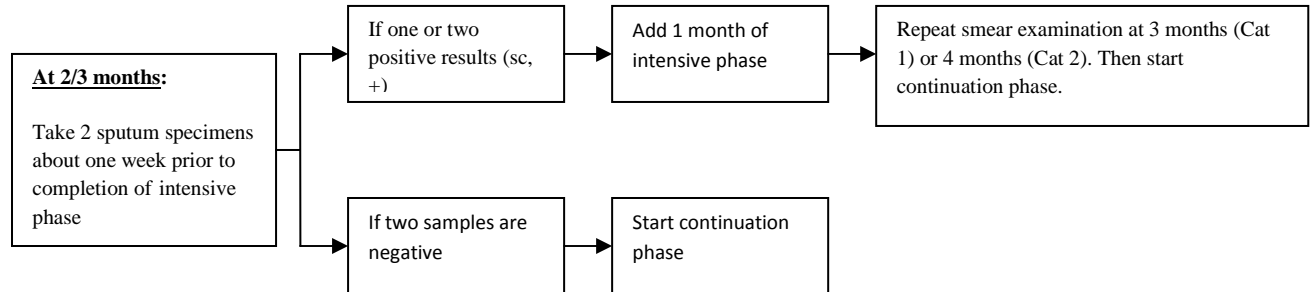 At 2/3 months:
Take 2 sputum specimens
about one week prior to
completion of intensive
phase
If one or two
positive results (sc,
+)
Add 1 month of
intensive phase
Repeat smear examination at 3 months (Cat
1) or 4 months (Cat 2). Then start
continuation phase.
If two samples are
negative
Start continuation
phase